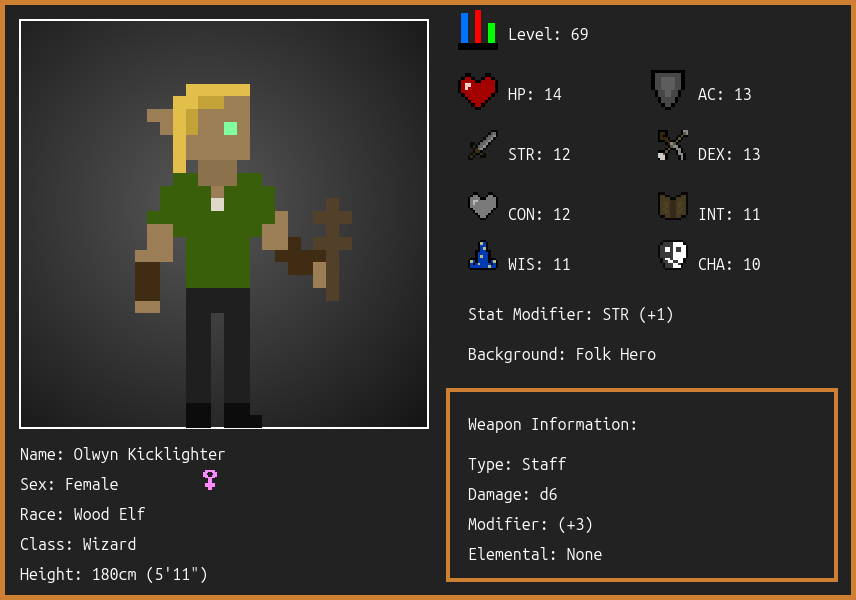 Level: 69
HP: 14
AC: 13
STR: 12
DEX: 13
CON: 12
INT: 11
WIS: 11
CHA: 10
Stat Modifier: STR (+1)
Background: Folk Hero
Weapon Information:
Type: Staff
Damage: d6
Modifier: (+3)
Elemental: None
Name: Olwyn Kicklighter
Sex: Female
Race: Wood Elf
Class: Wizard
Height: 180cm (5'11")